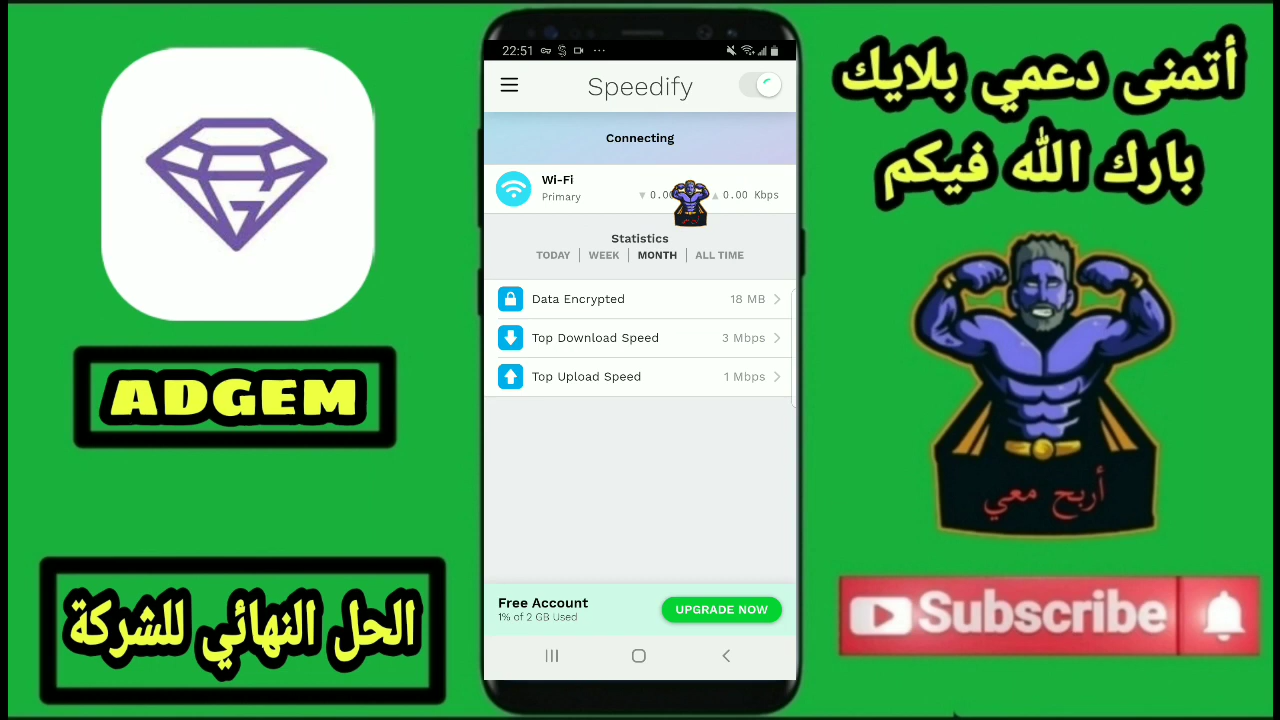 أتمنى دعمي بلايك
بارك الله فيكم
ADGEM
الحل النهائي للشركة
22:51
Speedify
Connecting
Wi-Fi
Primary
▼ 0.00 ▲ 0.00 Kbps
Statistics
TODAY | WEEK | MONTH | ALL TIME
Data Encrypted 18 MB
Top Download Speed 3 Mbps
Top Upload Speed 1 Mbps
Free Account
1% of 2 GB Used
UPGRADE NOW
أربح معي
Subscribe